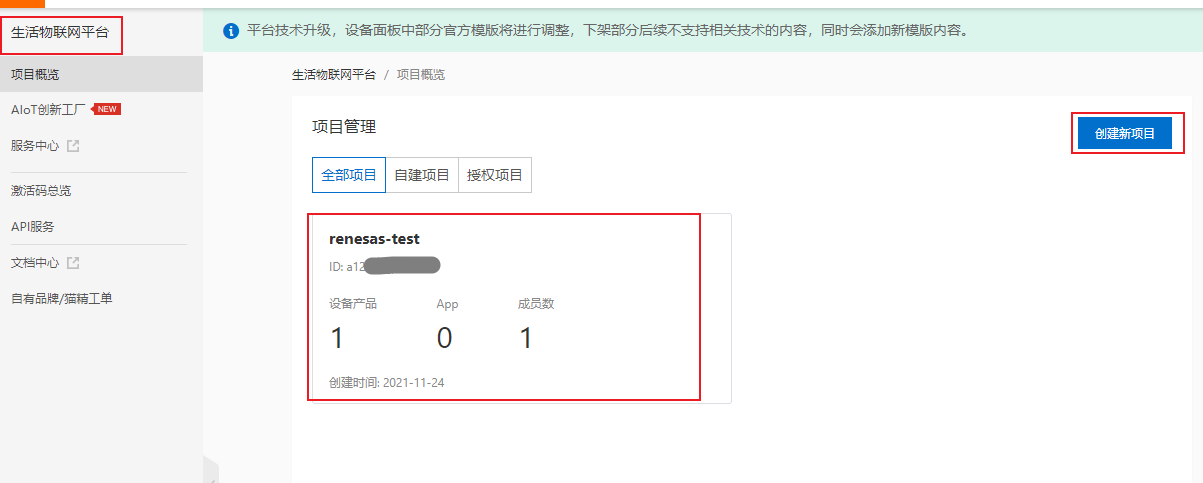 生活物联网平台
项目概览
AIoT创新工厂 NEW
服务中心
激活码总览
API服务
文档中心
自有品牌/猫精工单
平台技术升级，设备面板中部分官方模版将进行调整，下架部分后续不支持相关技术的内容，同时会添加新模版内容。
生活物联网平台 / 项目概览
项目管理
创建新项目
全部项目 自建项目 授权项目
renesas-test
ID: a12
设备产品 App 成员数
1 0 1
创建时间: 2021-11-24